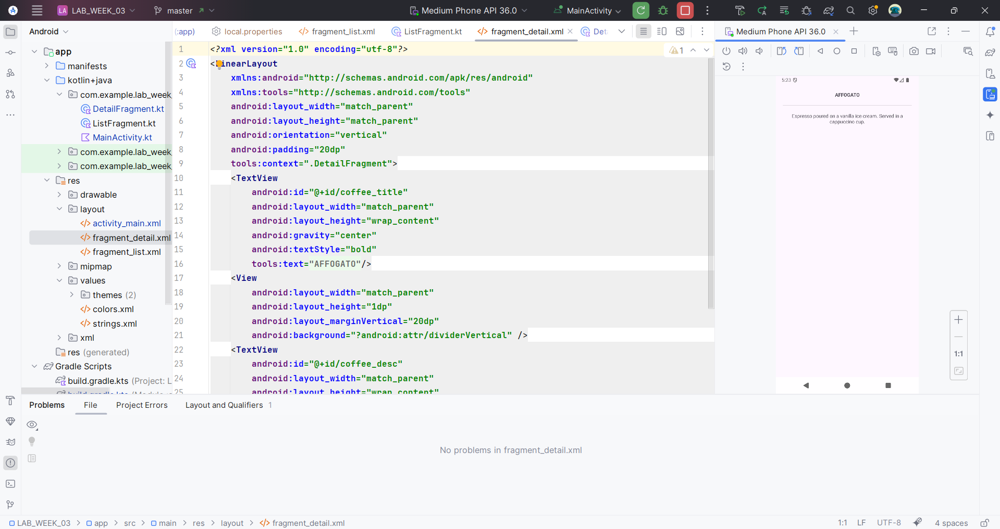 LA LAB_WEEK_03 master Medium Phone API 36.0 MainActivity
Android
app
manifests
kotlin+java
com.example.lab_week
DetailFragment.kt
ListFragment.kt
MainActivity.kt
com.example.lab_week
com.example.lab_week
res
drawable
layout
activity_main.xml
fragment_detail.xml
fragment_list.xml
mipmap
values
themes (2)
colors.xml
strings.xml
xml
res (generated)
Gradle Scripts
build.gradle.kts (Project: L
(:app) local.properties fragment_list.xml ListFragment.kt fragment_detail.xml Det
1 <?xml version="1.0" encoding="utf-8"?> 1
2 <LinearLayout
3 xmlns:android="http://schemas.android.com/apk/res/android"
4 xmlns:tools="http://schemas.android.com/tools"
5 android:layout_width="match_parent"
6 android:layout_height="match_parent"
7 android:orientation="vertical"
8 android:padding="20dp"
9 tools:context=".DetailFragment">
10 <TextView
11 android:id="@+id/coffee_title"
12 android:layout_width="match_parent"
13 android:layout_height="wrap_content"
14 android:gravity="center"
15 android:textStyle="bold"
16 tools:text="AFFOGATO"/>
17 <View
18 android:layout_width="match_parent"
19 android:layout_height="1dp"
20 android:layout_marginVertical="20dp"
21 android:background="?android:attr/dividerVertical" />
22 <TextView
23 android:id="@+id/coffee_desc"
24 android:layout_width="match_parent"
25 android:layout_height="wrap_content"
Medium Phone API 36.0
5:23
AFFOGATO
Espresso poured on a vanilla ice cream. Served in a
cappuccino cup.
1:1
Problems File Project Errors Layout and Qualifiers 1
No problems in fragment_detail.xml
LAB_WEEK_03 > app > src > main > res > layout > fragment_detail.xml 1:1 LF UTF-8 4 spaces